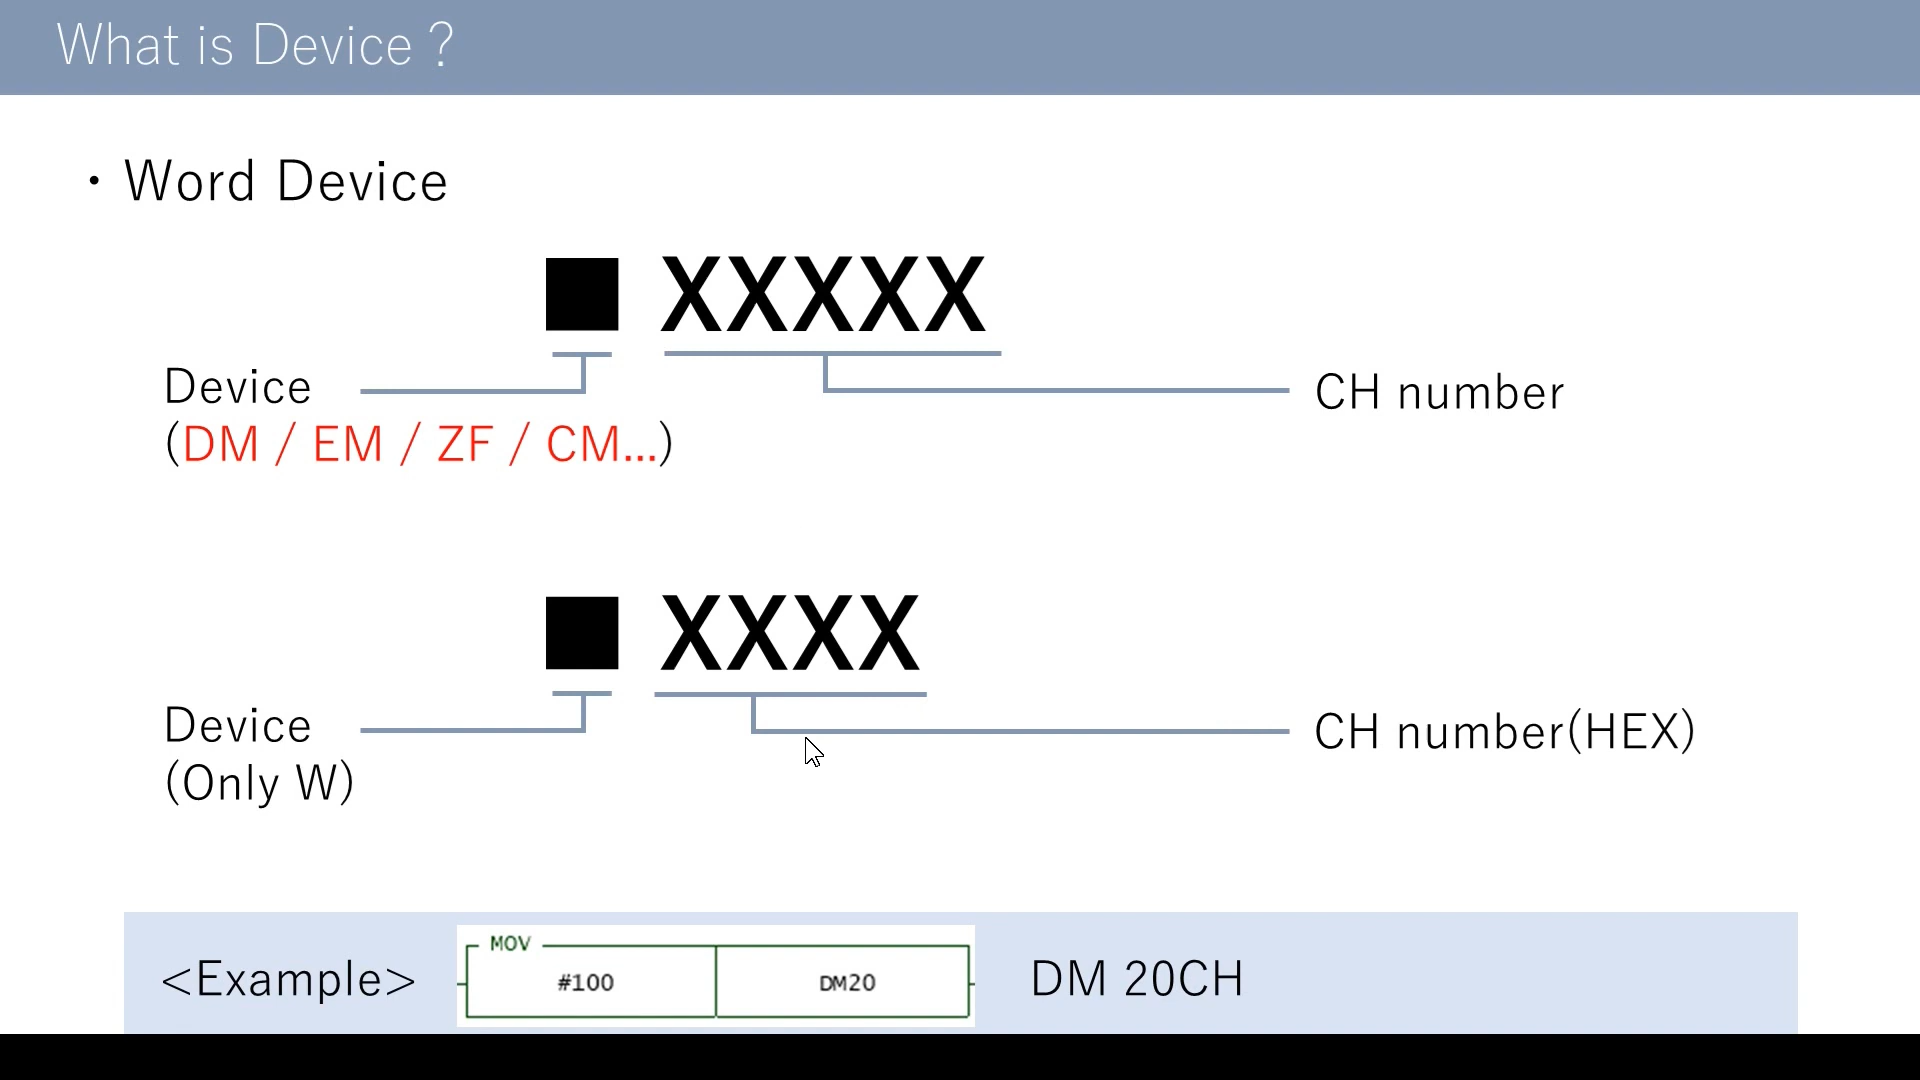 What is Device？
・Word Device
■ XXXXX
Device
(DM / EM / ZF / CM...)
CH number
■ XXXX
Device
(Only W)
CH number(HEX)
<Example>
MOV
#100
DM20
DM 20CH